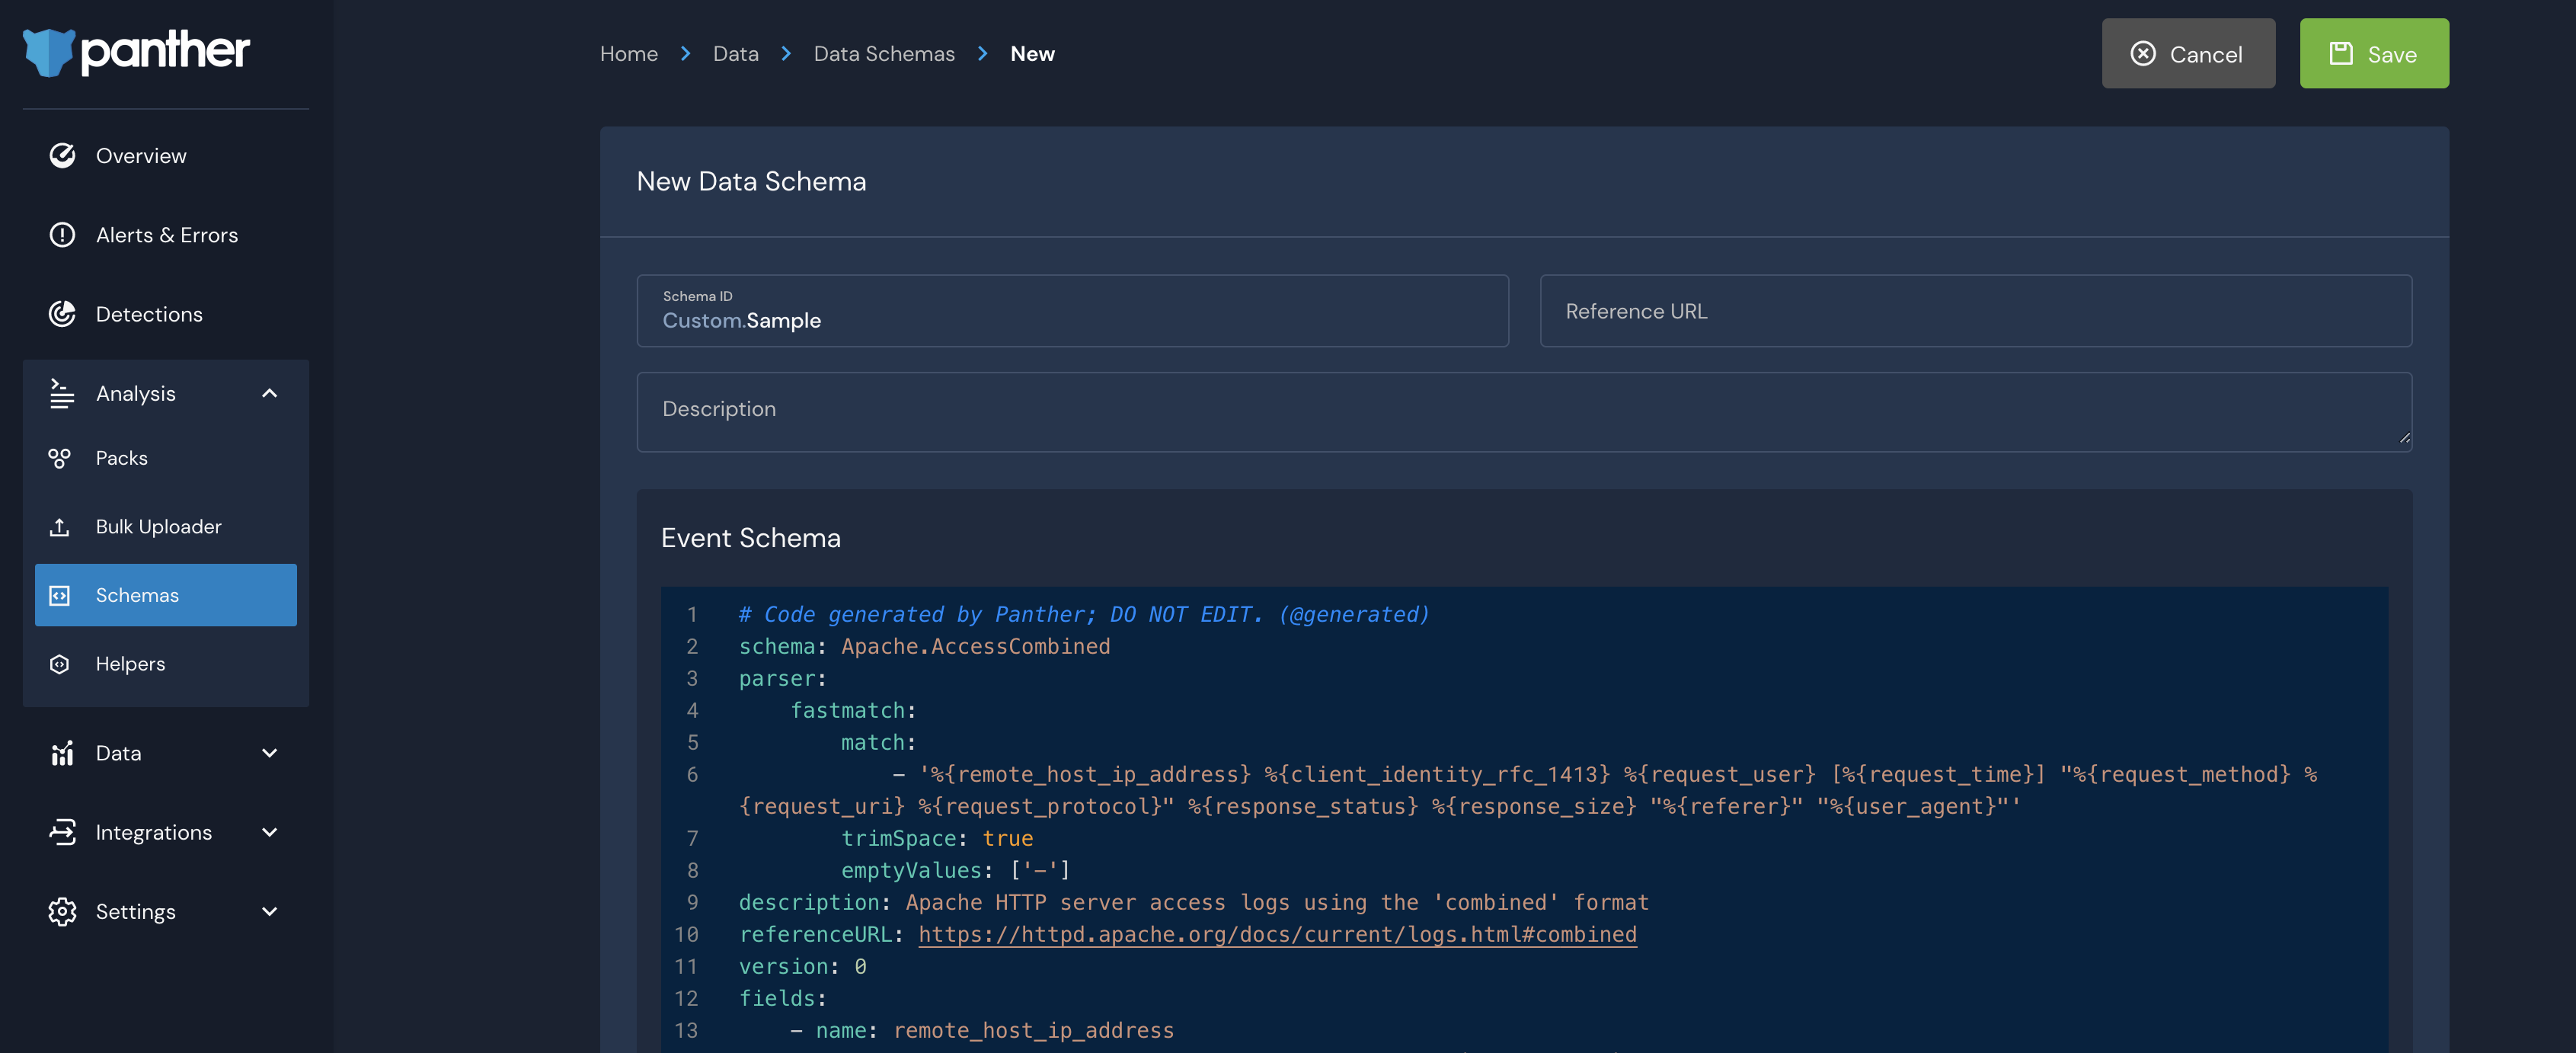 panther
Home > Data > Data Schemas > New
Cancel
Save
Overview
Alerts & Errors
Detections
Analysis
Packs
Bulk Uploader
Schemas
Helpers
Data
Integrations
Settings
New Data Schema
Schema ID
Custom.Sample
Reference URL
Description
Event Schema
1 # Code generated by Panther; DO NOT EDIT. (@generated)
2 schema: Apache.AccessCombined
3 parser:
4     fastmatch:
5         match:
6             - '%{remote_host_ip_address} %{client_identity_rfc_1413} %{request_user} [%{request_time}] "%{request_method} %
{request_uri} %{request_protocol}" %{response_status} %{response_size} "%{referer}" "%{user_agent}"'
7         trimSpace: true
8         emptyValues: ['-']
9 description: Apache HTTP server access logs using the 'combined' format
10 referenceURL: https://httpd.apache.org/docs/current/logs.html#combined
11 version: 0
12 fields:
13     - name: remote_host_ip_address